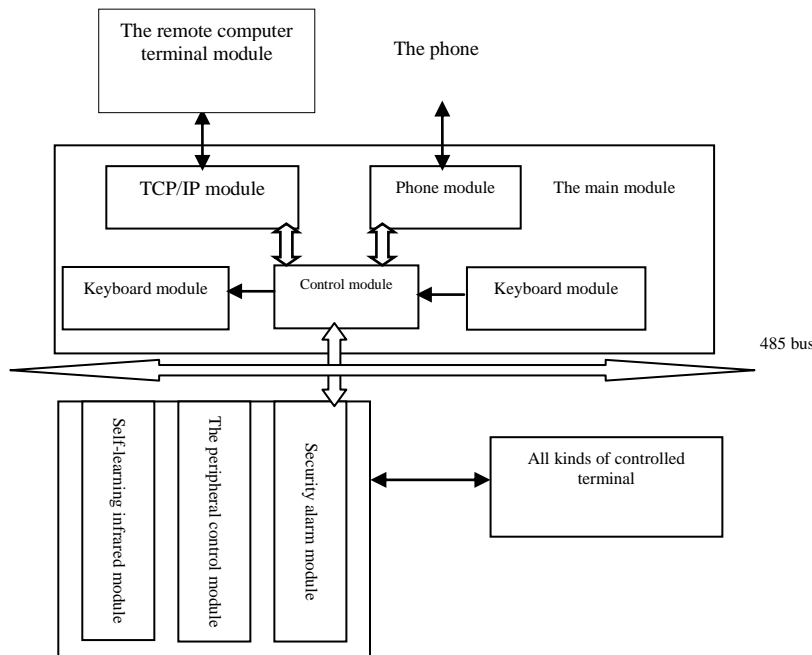 The remote computer
terminal module
The phone
TCP/IP module
Phone module
The main module
Keyboard module
Control module
Keyboard module
485 bus
Self-learning infrared module
The peripheral control module
Security alarm module
All kinds of controlled
terminal